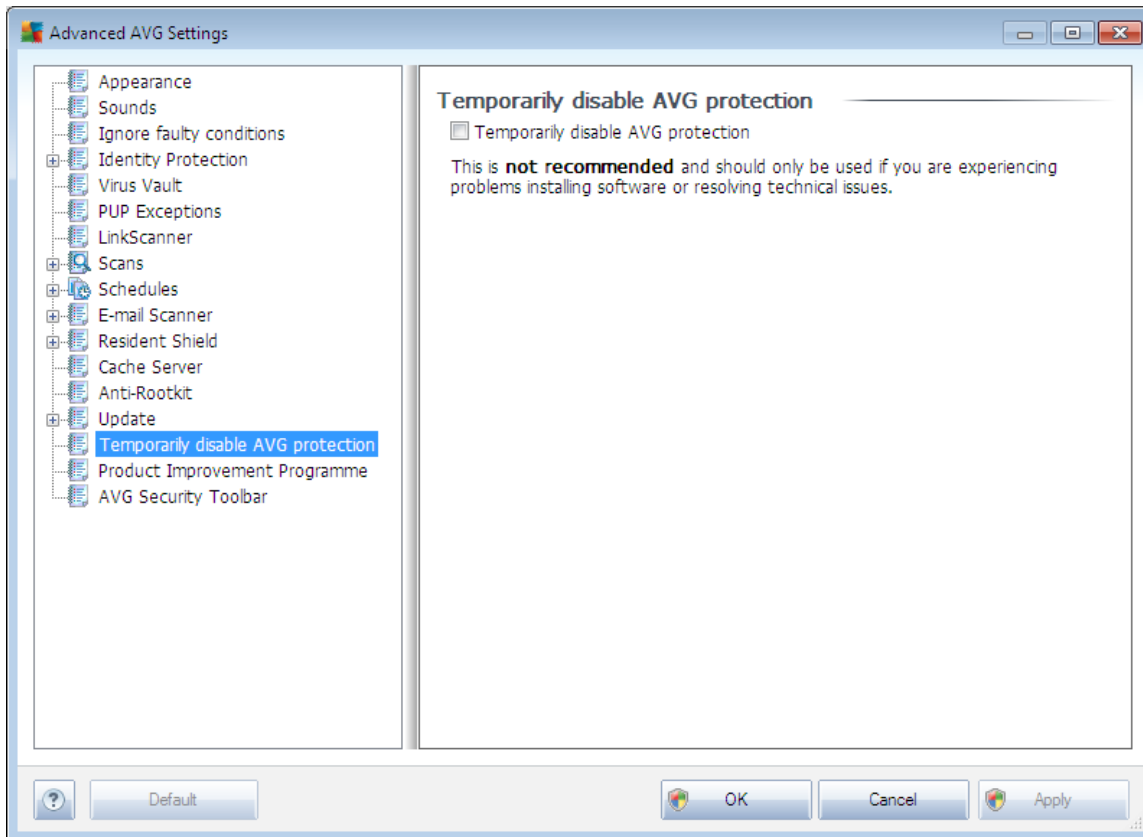 Advanced AVG Settings
Appearance
Sounds
Ignore faulty conditions
Identity Protection
Virus Vault
PUP Exceptions
LinkScanner
Scans
Schedules
E-mail Scanner
Resident Shield
Cache Server
Anti-Rootkit
Update
Temporarily disable AVG protection
Product Improvement Programme
AVG Security Toolbar
Temporarily disable AVG protection
Temporarily disable AVG protection
This is not recommended and should only be used if you are experiencing
problems installing software or resolving technical issues.
?
Default
OK
Cancel
Apply